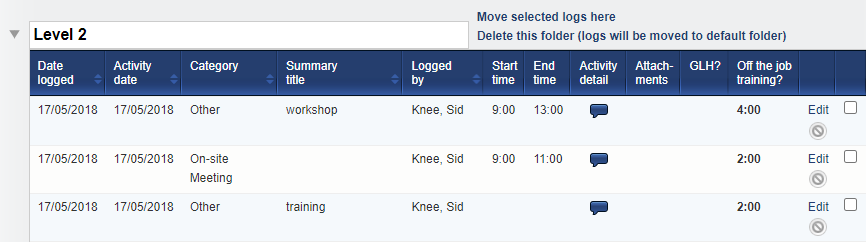 Move selected logs here
Level 2
Delete this folder (logs will be moved to default folder)
Date logged Activity date Category Summary title Logged by Start time End time Activity detail Attach-ments GLH? Off the job training?
17/05/2018 17/05/2018 Other workshop Knee, Sid 9:00 13:00 4:00 Edit
17/05/2018 17/05/2018 On-site Meeting Knee, Sid 9:00 11:00 2:00 Edit
17/05/2018 17/05/2018 Other training Knee, Sid 2:00 Edit